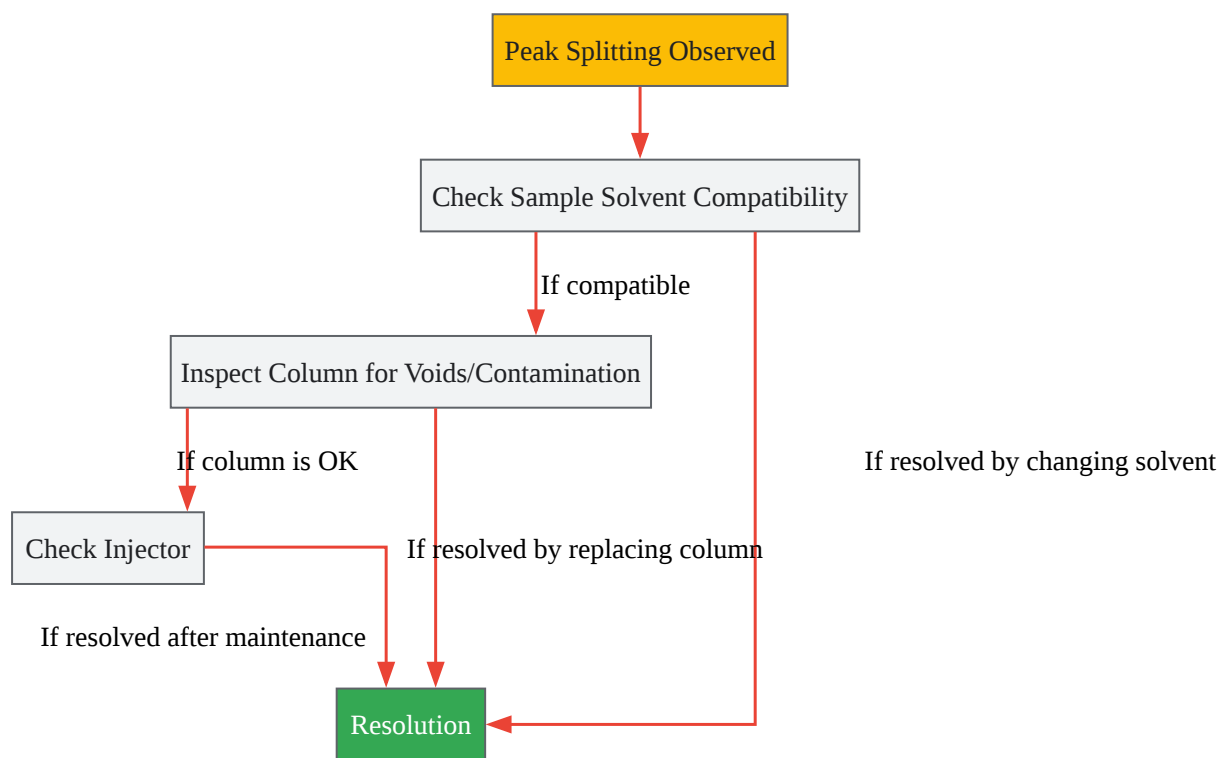 Peak Splitting Observed
Check Sample Solvent Compatibility
If compatible
Inspect Column for Voids/Contamination
If column is OK
If resolved by changing solvent
Check Injector
If resolved by replacing column
If resolved after maintenance
Resolution